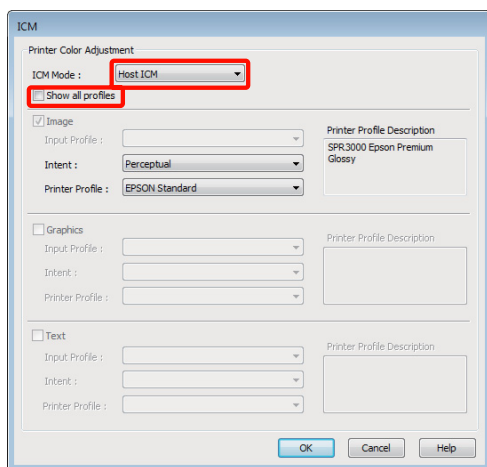 ICM
Printer Color Adjustment
ICM Mode : Host ICM
Show all profiles
Image
Input Profile :
Intent : Perceptual
Printer Profile : EPSON Standard
Printer Profile Description
SPR3000 Epson Premium
Glossy
Graphics
Input Profile :
Intent :
Printer Profile :
Printer Profile Description
Text
Input Profile :
Intent :
Printer Profile :
Printer Profile Description
OK Cancel Help